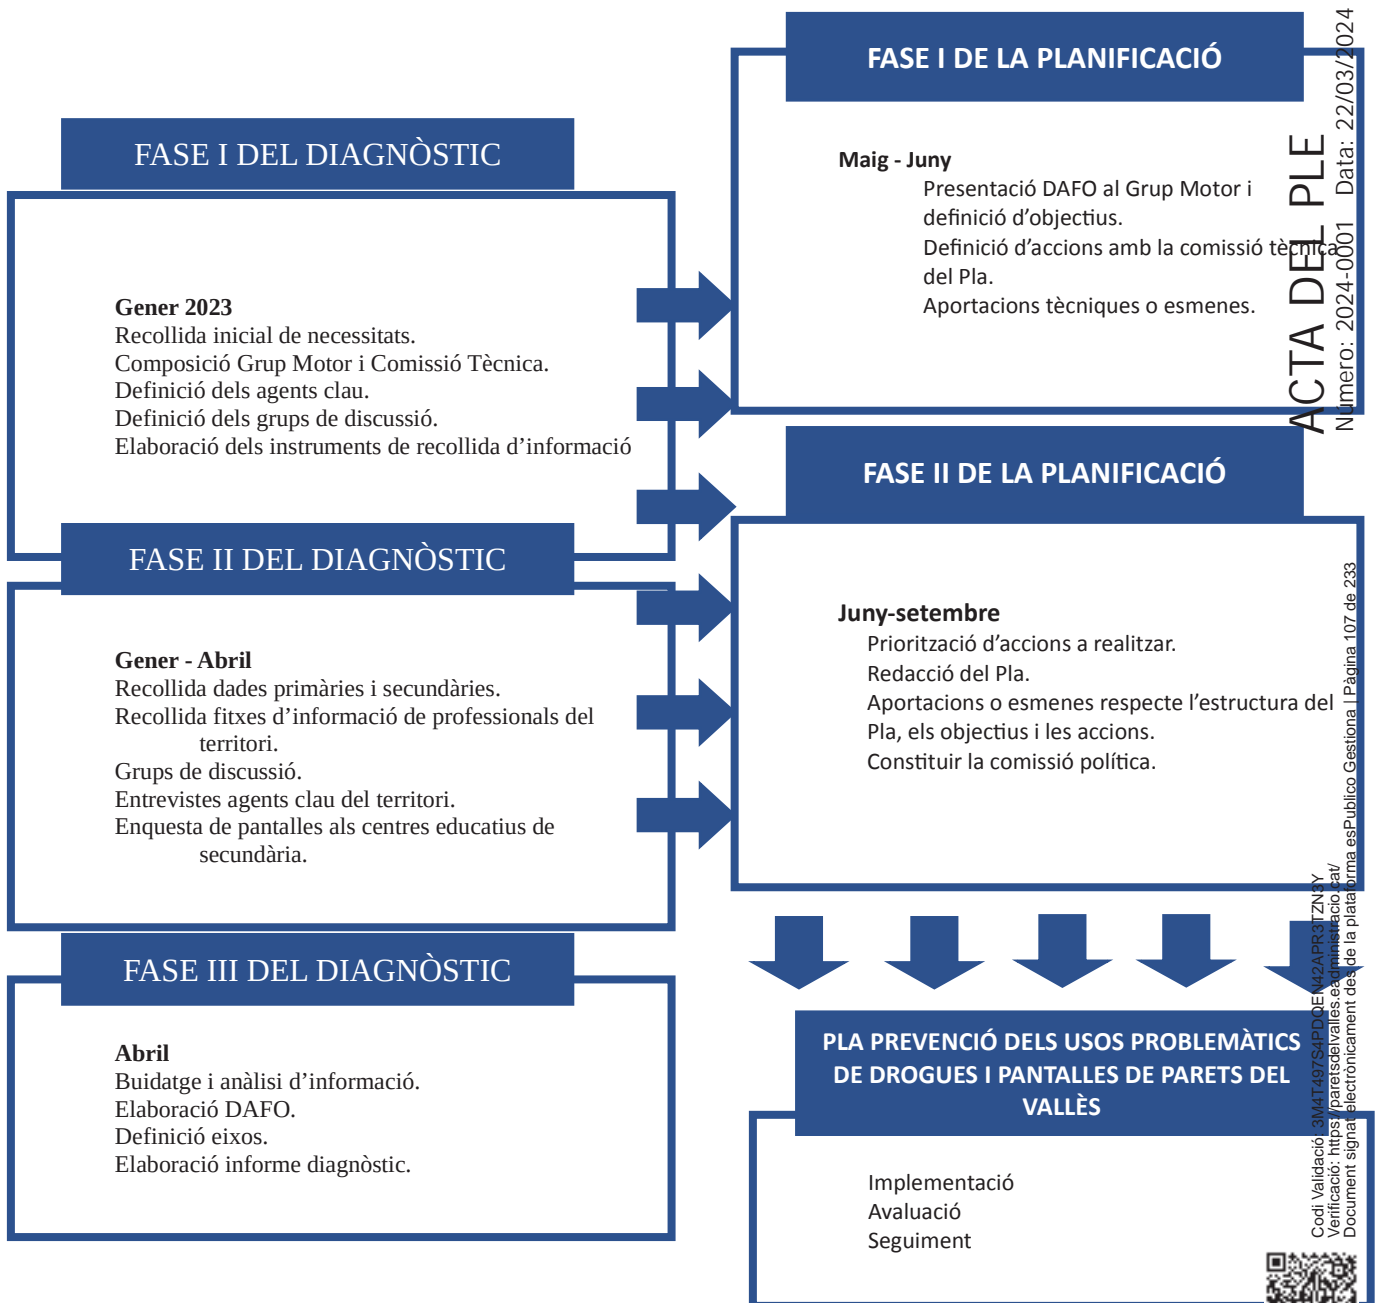 FASE I DEL DIAGNÒSTIC
Gener 2023
Recollida inicial de necessitats.
Composició Grup Motor i Comissió Tècnica.
Definició dels agents clau.
Definició dels grups de discussió.
Elaboració dels instruments de recollida d’informació
FASE II DEL DIAGNÒSTIC
Gener - Abril
Recollida dades primàries i secundàries.
Recollida fitxes d’informació de professionals del
territori.
Grups de discussió.
Entrevistes agents clau del territori.
Enquesta de pantalles als centres educatius de
secundària.
FASE III DEL DIAGNÒSTIC
Abril
Buidatge i anàlisi d’informació.
Elaboració DAFO.
Definició eixos.
Elaboració informe diagnòstic.
FASE I DE LA PLANIFICACIÓ
Maig - Juny
Presentació DAFO al Grup Motor i
definició d’objectius.
Definició d’accions amb la comissió tècnica
del Pla.
Aportacions tècniques o esmenes.
FASE II DE LA PLANIFICACIÓ
Juny-setembre
Priorització d’accions a realitzar.
Redacció del Pla.
Aportacions o esmenes respecte l’estructura del
Pla, els objectius i les accions.
Constituir la comissió política.
PLA PREVENCIÓ DELS USOS PROBLEMÀTICS
DE DROGUES I PANTALLES DE PARETS DEL
VALLÈS
Implementació
Avaluació
Seguiment
ACTA DEL PLE
Número: 2024-0001 Data: 22/03/2024
Codi Validació: 3M4T497S4PDQEN42APR3TZN3Y
Verificació: https://paretsdelvalles.eadministracio.cat/
Document signat electrònicament des de la plataforma esPublico Gestiona | Pàgina 107 de 233